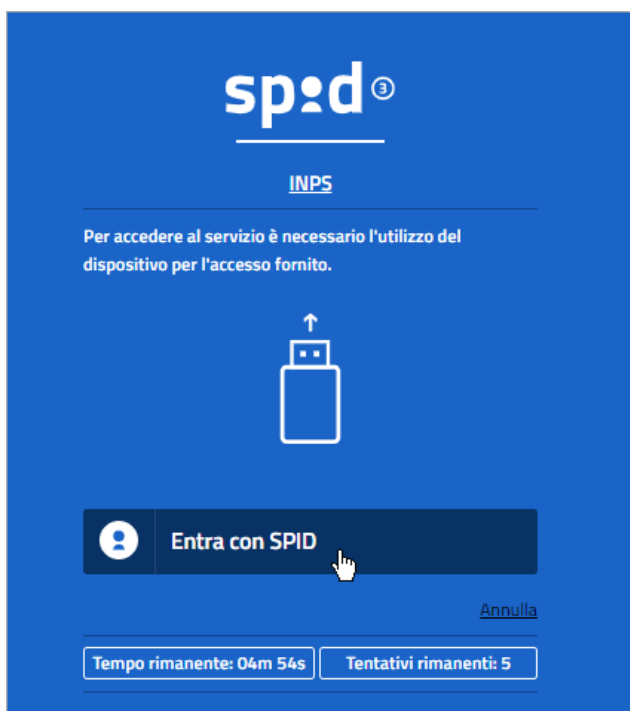 spid 3
INPS
Per accedere al servizio è necessario l'utilizzo del
dispositivo per l'accesso fornito.
Entra con SPID
Annulla
Tempo rimanente: 04m 54s Tentativi rimanenti: 5